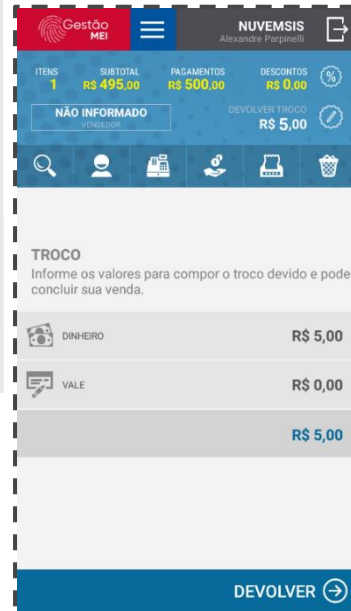 Gestão
MEI
NUVEMSIS
Alexandre Parpinelli
ITENS SUBTOTAL PAGAMENTOS DESCONTOS
1 R$ 495,00 R$ 500,00 R$ 0,00
NÃO INFORMADO
VENDEDOR
DEVOLVER TROCO
R$ 5,00
TROCO
Informe os valores para compor o troco devido e pode
concluir sua venda.
DINHEIRO R$ 5,00
VALE R$ 0,00
R$ 5,00
DEVOLVER